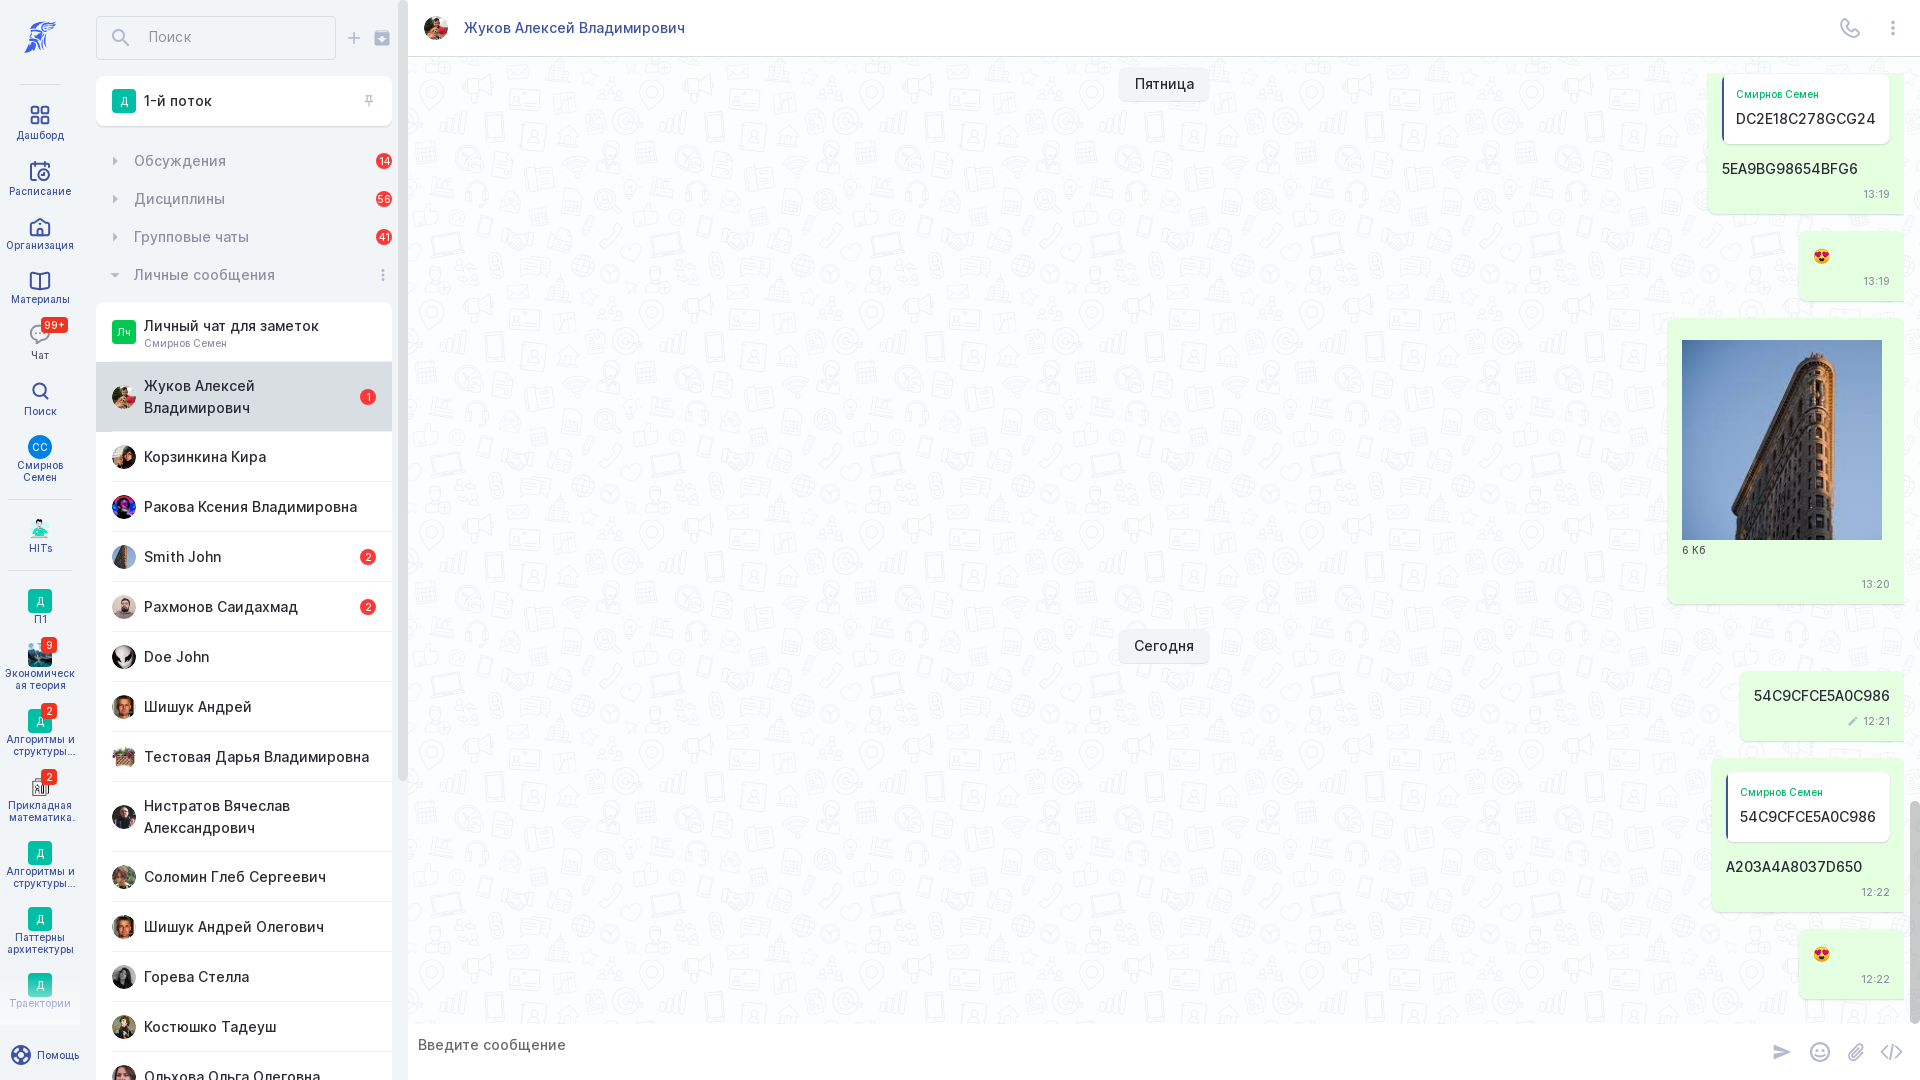 Дашборд
Расписание
Организация
Материалы
99+
Чат
Поиск
СС
Смирнов
Семен
HITs
Д
П1
9
Экономическ
ая теория
2
Д
Алгоритмы и
структуры...
2
Прикладная
математика.
Д
Алгоритмы и
структуры...
Д
Паттерны
архитектуры
Д
Траектории
Помощь
Поиск
Д
1-й поток
Обсуждения
14
Дисциплины
56
Групповые чаты
41
Личные сообщения
Лч
Личный чат для заметок
Смирнов Семен
Жуков Алексей
Владимирович
1
Корзинкина Кира
Ракова Ксения Владимировна
Smith John
2
Рахмонов Саидахмад
2
Doe John
Шишук Андрей
Тестовая Дарья Владимировна
Нистратов Вячеслав
Александрович
Соломин Глеб Сергеевич
Шишук Андрей Олегович
Горева Стелла
Костюшко Тадеуш
Ольхова Ольга Олеговна
Жуков Алексей Владимирович
Пятница
Смирнов Семен
DC2E18C278GCG24
5EA9BG98654BFG6
13:19
13:19
6 Кб
13:20
Сегодня
54C9CFCE5A0C986
12:21
Смирнов Семен
54C9CFCE5A0C986
A203A4A8037D650
12:22
12:22
Введите сообщение